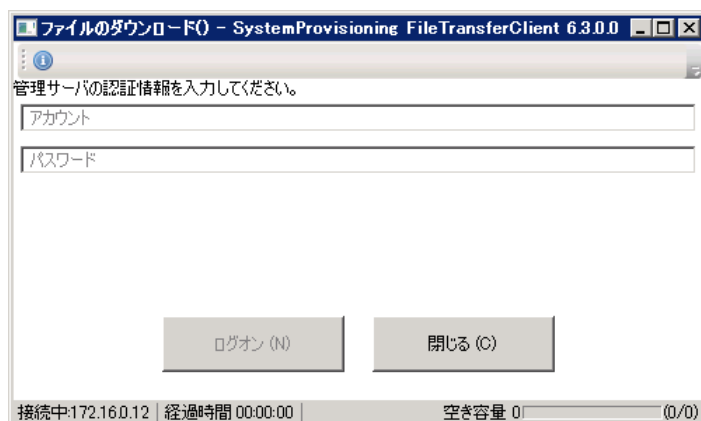 ファイルのダウンロード() - SystemProvisioning FileTransferClient 6.3.0.0
管理サーバの認証情報を入力してください。
アカウント
パスワード
ログオン (N) 閉じる (C)
接続中:172.16.0.12 経過時間 00:00:00 空き容量 0 (0/0)